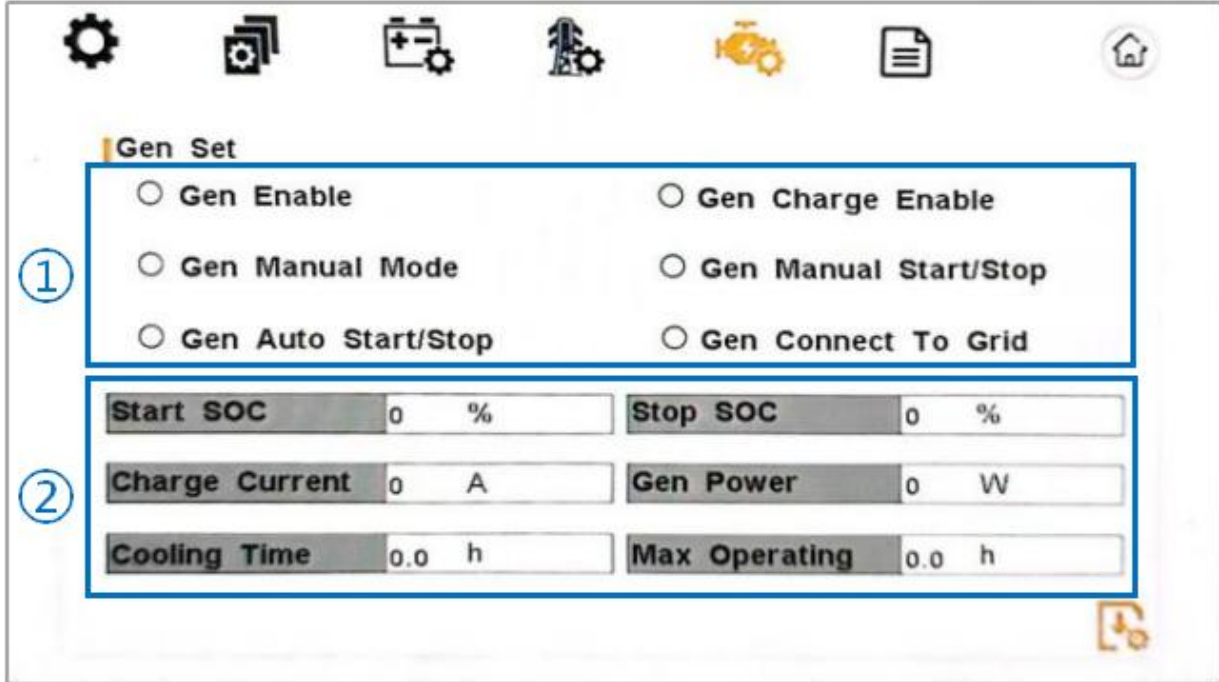 Gen Set
①
Gen Enable
Gen Charge Enable
Gen Manual Mode
Gen Manual Start/Stop
Gen Auto Start/Stop
Gen Connect To Grid
②
Start SOC 0 %
Stop SOC 0 %
Charge Current 0 A
Gen Power 0 W
Cooling Time 0.0 h
Max Operating 0.0 h